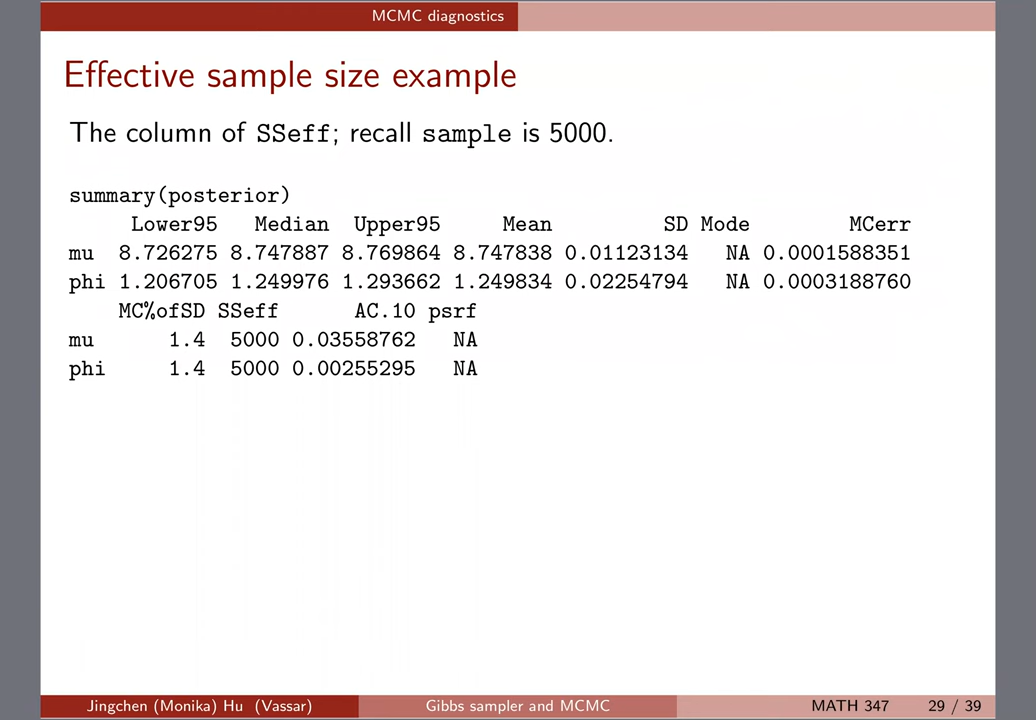 MCMC diagnostics
Effective sample size example
The column of SSeff; recall sample is 5000.
summary(posterior)
Lower95 Median Upper95 Mean SD Mode MCerr
mu 8.726275 8.747887 8.769864 8.747838 0.01123134 NA 0.0001588351
phi 1.206705 1.249976 1.293662 1.249834 0.02254794 NA 0.0003188760
MC%ofSD SSeff AC.10 psrf
mu 1.4 5000 0.03558762 NA
phi 1.4 5000 0.00255295 NA
Jingchen (Monika) Hu (Vassar) Gibbs sampler and MCMC MATH 347 29 / 39